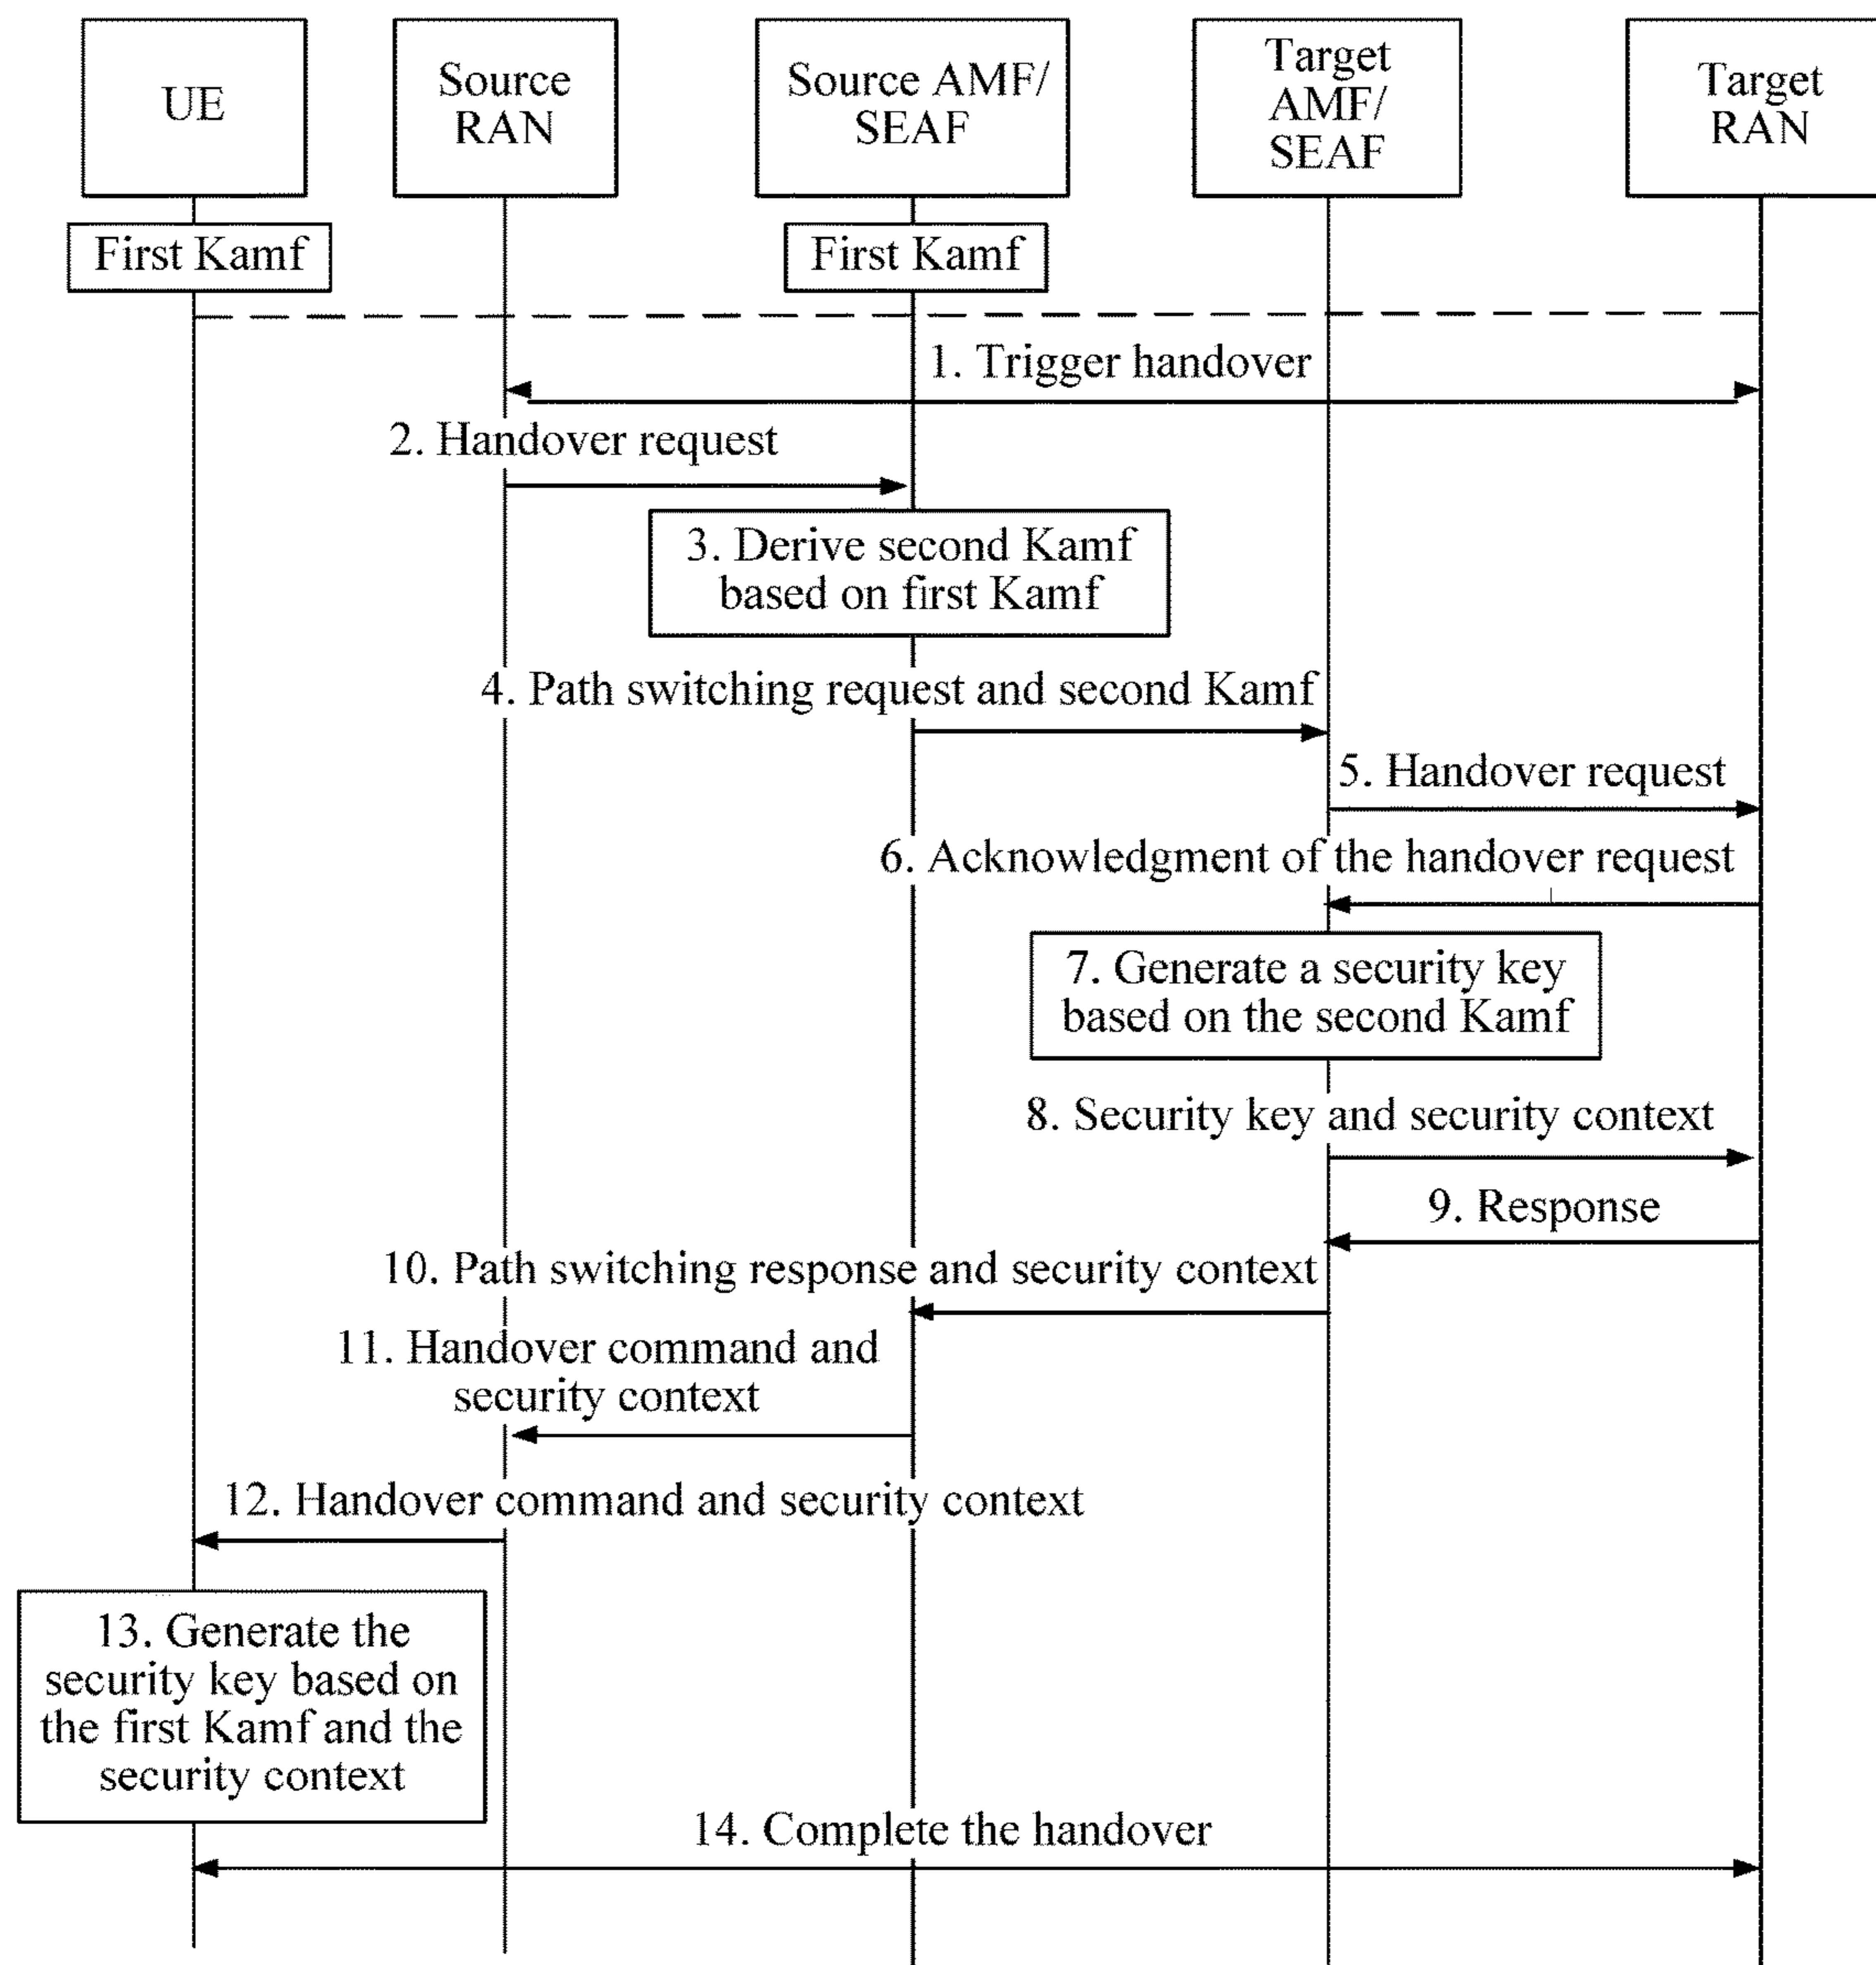 UE
Source
RAN
Source AMF/
SEAF
Target
AMF/
SEAF
Target
RAN
First Kamf
First Kamf
1. Trigger handover
2. Handover request
3. Derive second Kamf
based on first Kamf
4. Path switching request and second Kamf
5. Handover request
6. Acknowledgment of the handover request
7. Generate a security key
based on the second Kamf
8. Security key and security context
9. Response
10. Path switching response and security context
11. Handover command and
security context
12. Handover command and security context
13. Generate the
security key based on
the first Kamf and the
security context
14. Complete the handover